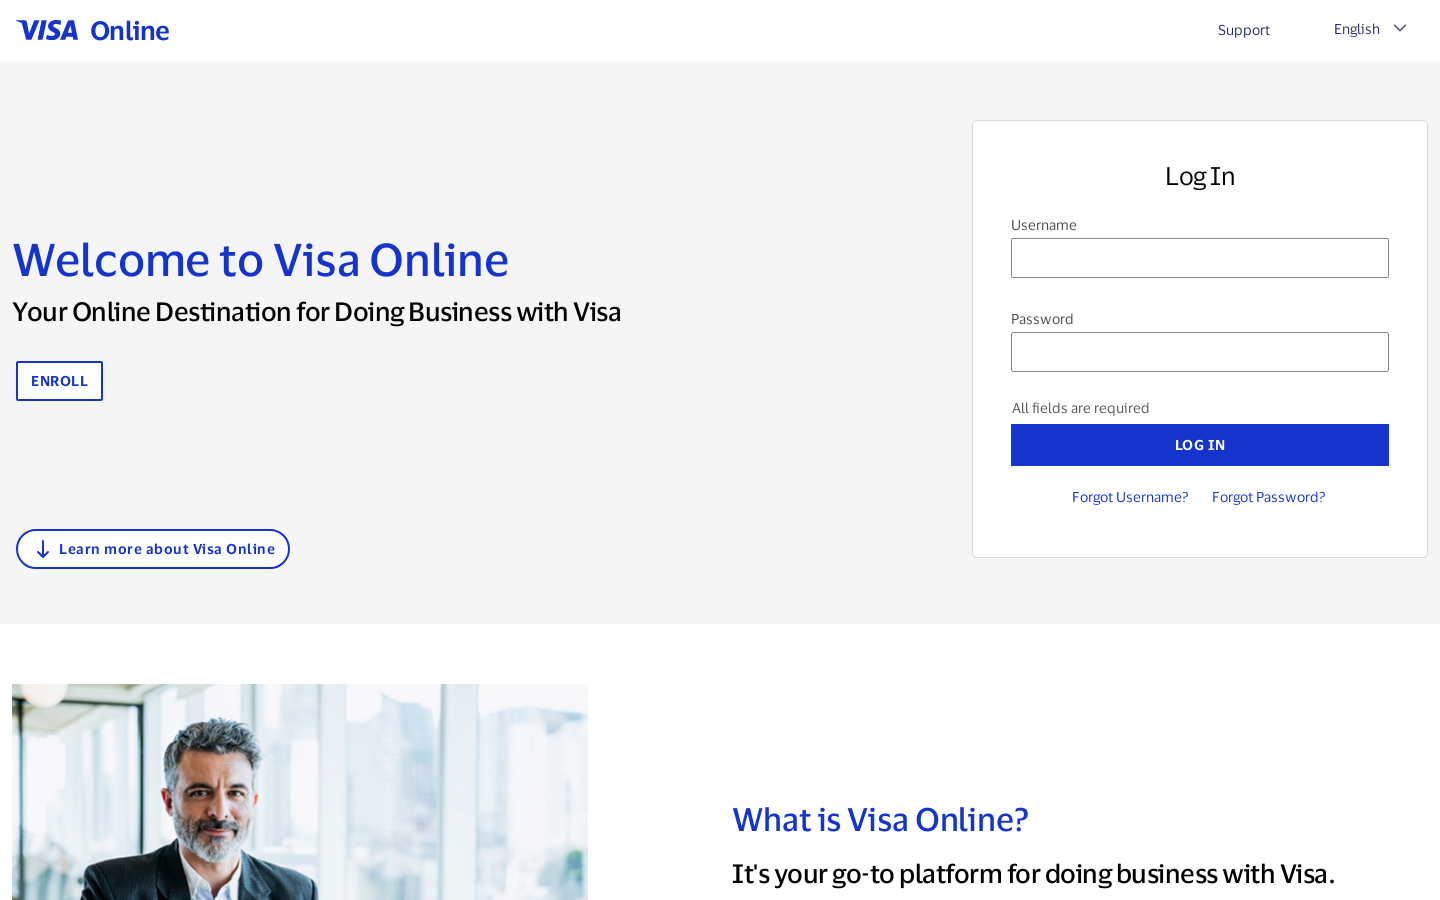 VISA Online
Support
English
Welcome to Visa Online
Your Online Destination for Doing Business with Visa
ENROLL
Learn more about Visa Online
Log In
Username
Password
All fields are required
LOG IN
Forgot Username? Forgot Password?
What is Visa Online?
It's your go-to platform for doing business with Visa.